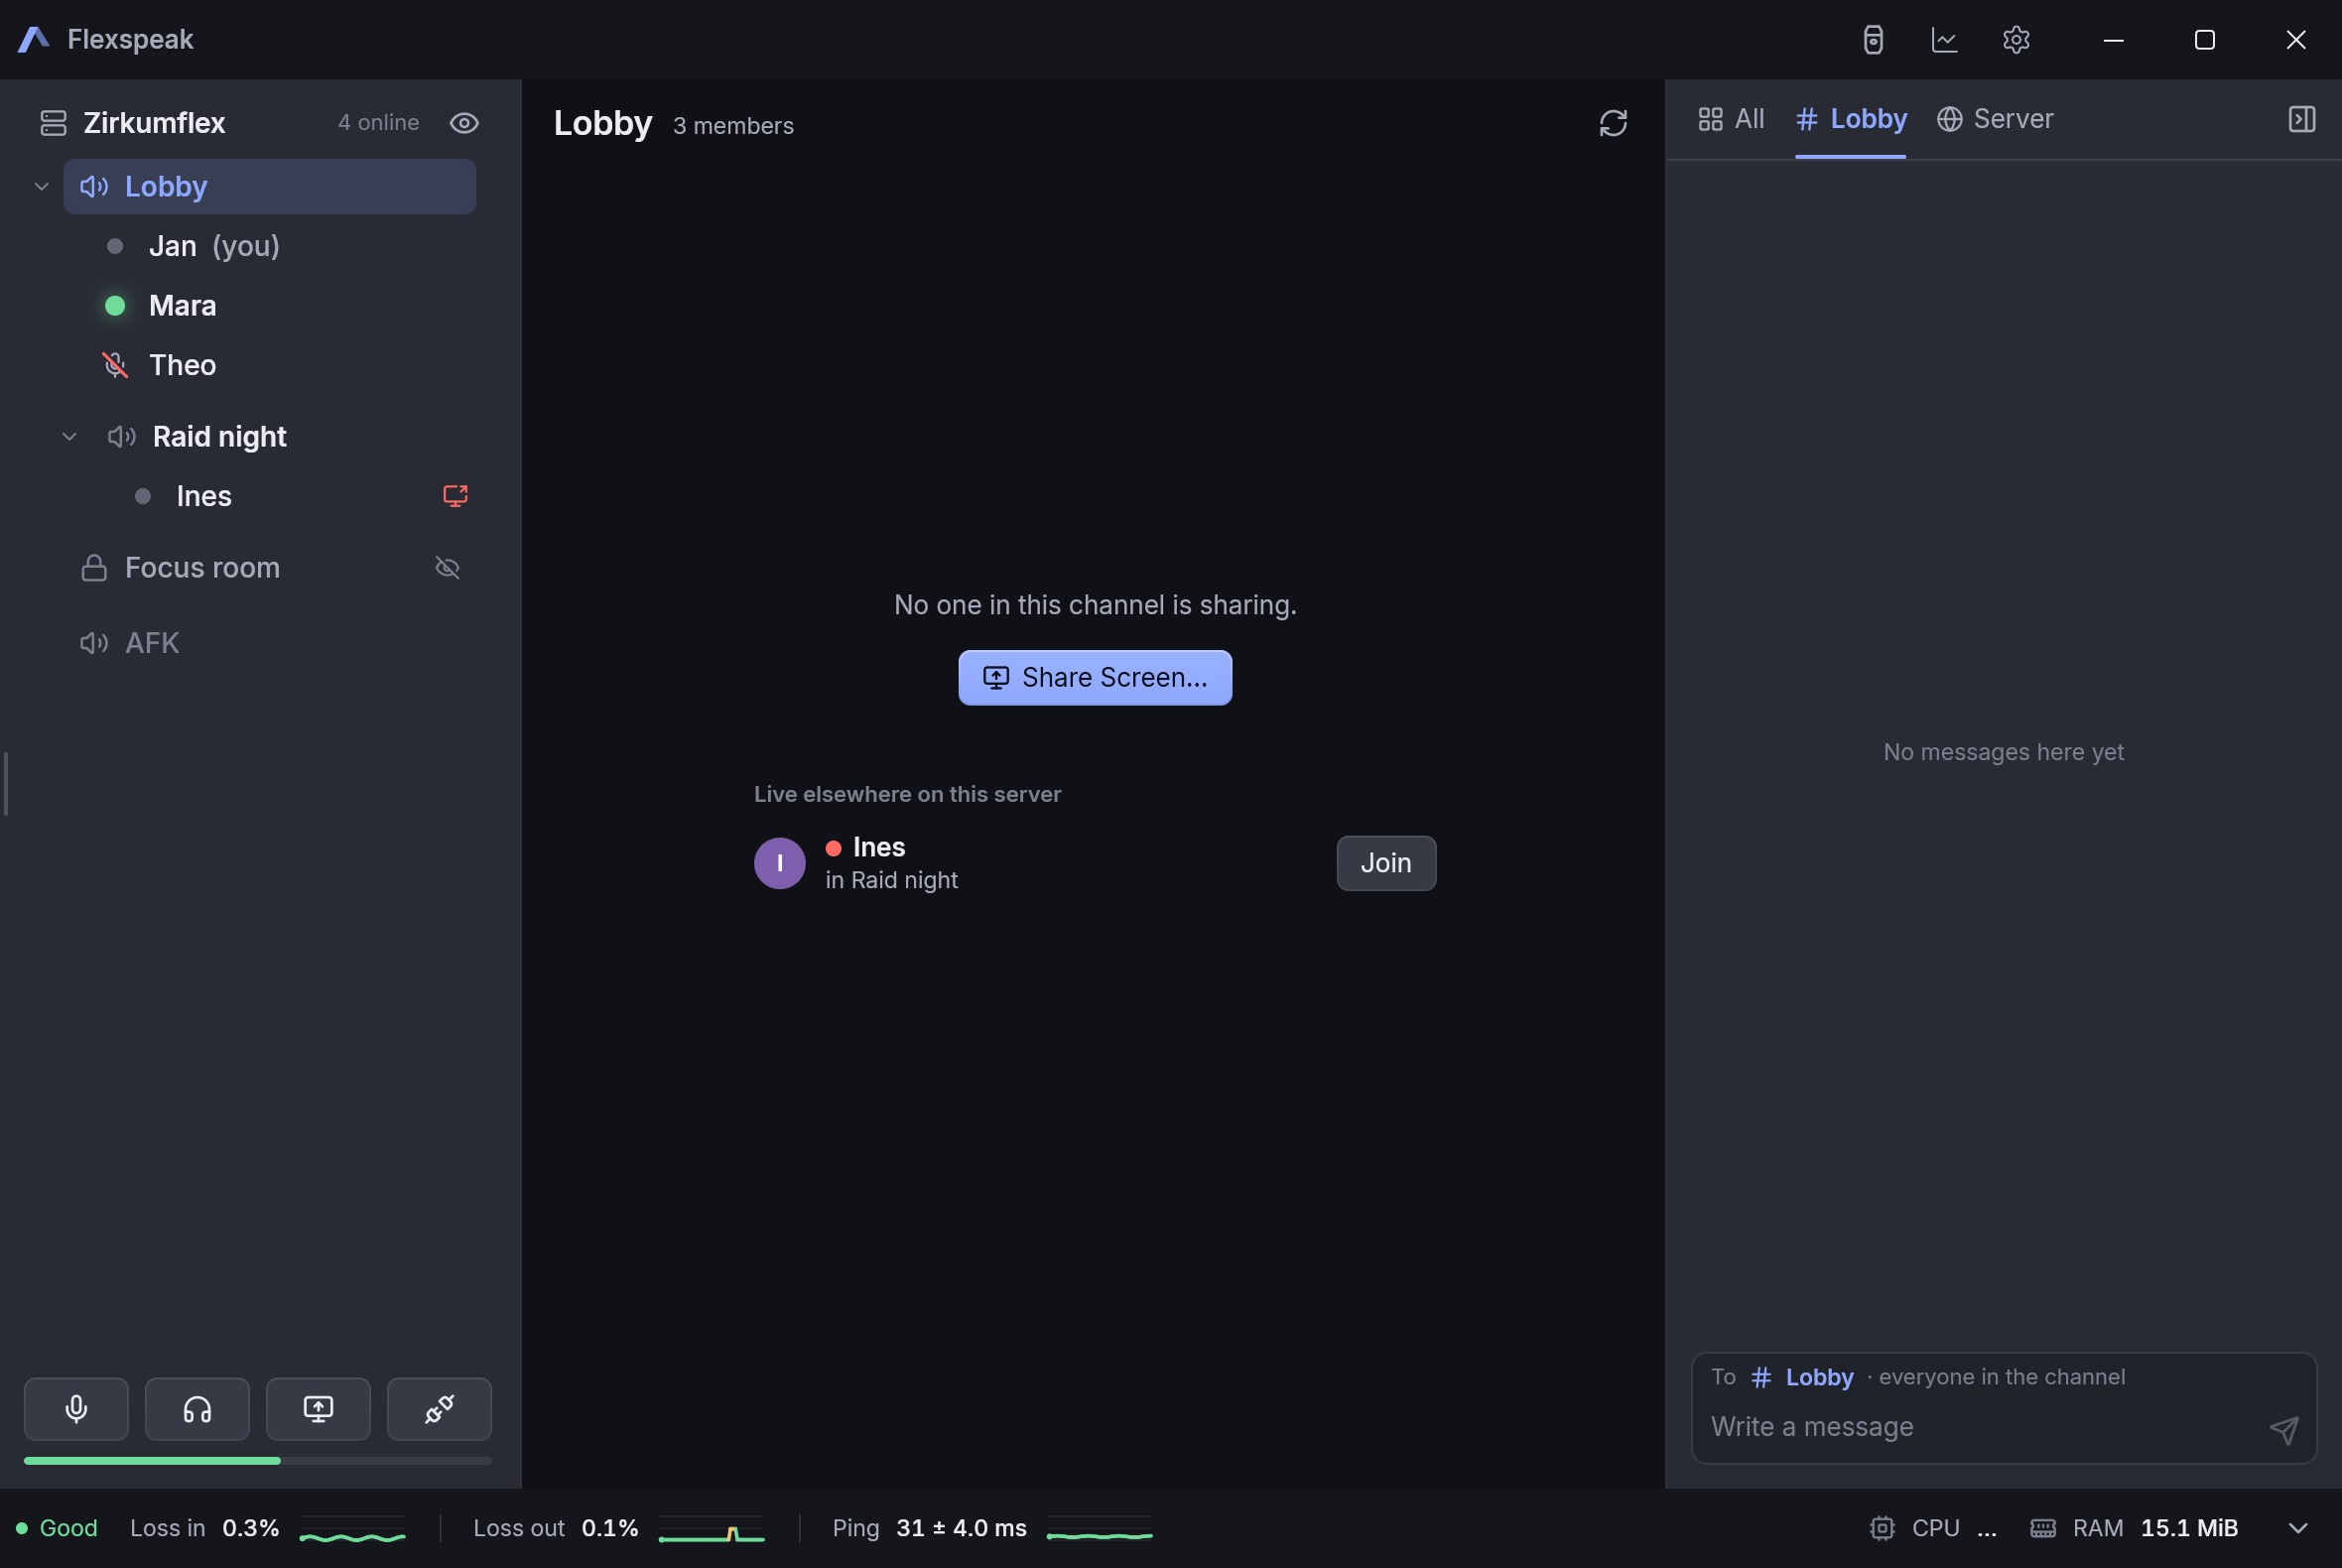 Flexspeak
Zirkumflex 4 online
Lobby
Jan (you)
Mara
Theo
Raid night
Ines
Focus room
AFK
Lobby 3 members
No one in this channel is sharing.
Share Screen...
Live elsewhere on this server
I
Ines
in Raid night
Join
All # Lobby Server
No messages here yet
To # Lobby · everyone in the channel
Write a message
Good Loss in 0.3% Loss out 0.1% Ping 31 ± 4.0 ms CPU ... RAM 15.1 MiB